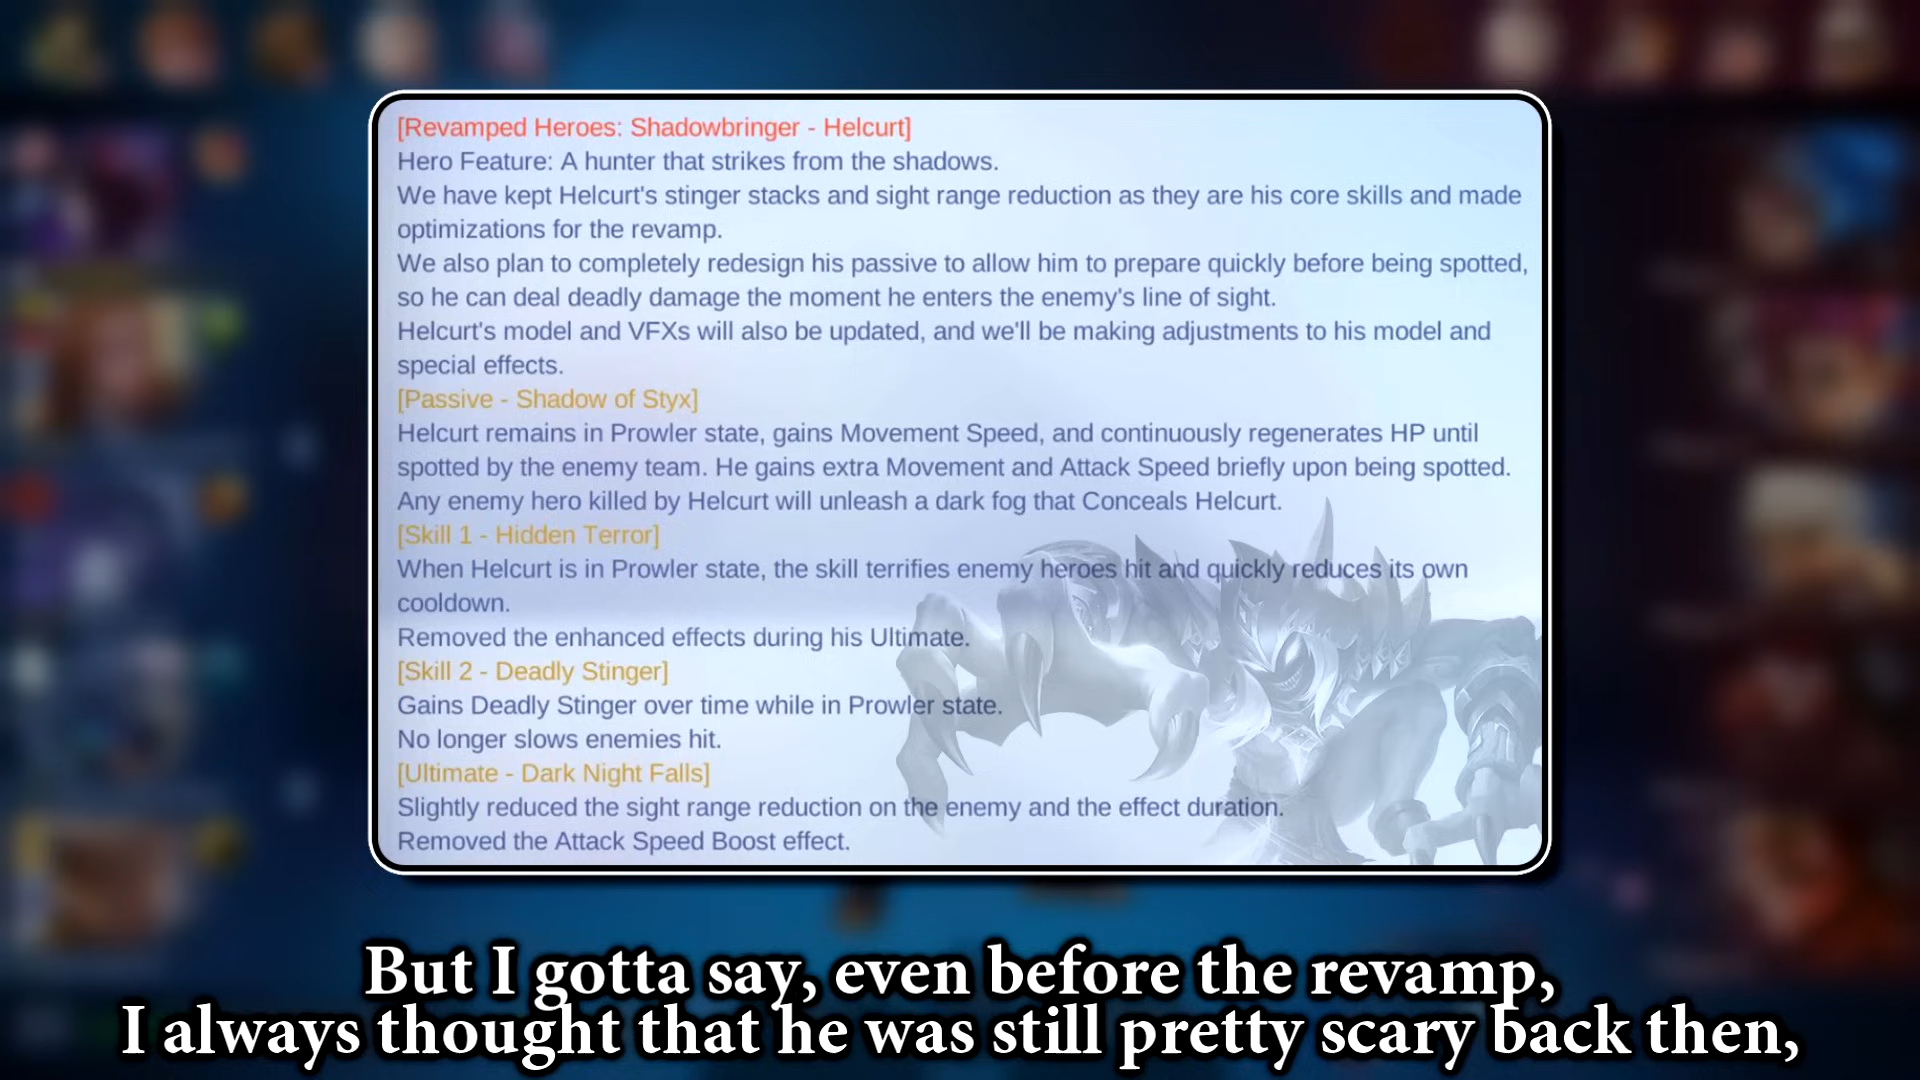 [Revamped Heroes: Shadowbringer - Helcurt]
Hero Feature: A hunter that strikes from the shadows.
We have kept Helcurt's stinger stacks and sight range reduction as they are his core skills and made
optimizations for the revamp.
We also plan to completely redesign his passive to allow him to prepare quickly before being spotted,
so he can deal deadly damage the moment he enters the enemy's line of sight.
Helcurt's model and VFXs will also be updated, and we'll be making adjustments to his model and
special effects.
[Passive - Shadow of Styx]
Helcurt remains in Prowler state, gains Movement Speed, and continuously regenerates HP until
spotted by the enemy team. He gains extra Movement and Attack Speed briefly upon being spotted.
Any enemy hero killed by Helcurt will unleash a dark fog that Conceals Helcurt.
[Skill 1 - Hidden Terror]
When Helcurt is in Prowler state, the skill terrifies enemy heroes hit and quickly reduces its own
cooldown.
Removed the enhanced effects during his Ultimate.
[Skill 2 - Deadly Stinger]
Gains Deadly Stinger over time while in Prowler state.
No longer slows enemies hit.
[Ultimate - Dark Night Falls]
Slightly reduced the sight range reduction on the enemy and the effect duration.
Removed the Attack Speed Boost effect.
But I gotta say, even before the revamp,
I always thought that he was still pretty scary back then,